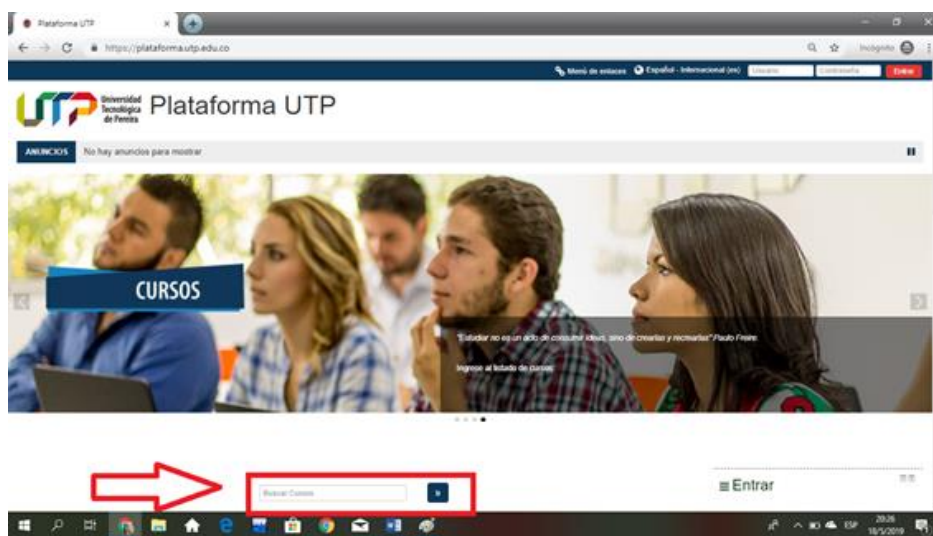 Plataforma UTP
https://plataforma.utp.edu.co
Incógnito
Menú de enlaces
Español - Internacional (es)
Usuario
Contraseña
Entrar
UTP
Universidad
Tecnológica
de Pereira
Plataforma UTP
ANUNCIOS
No hay anuncios para mostrar
CURSOS
"Estudiar no es un acto de consumir ideas, sino de crearlas y recrearlas" Paulo Freire.
Ingrese al listado de cursos:
Buscar Cursos
»
Entrar
ESP
20:26
18/5/2019